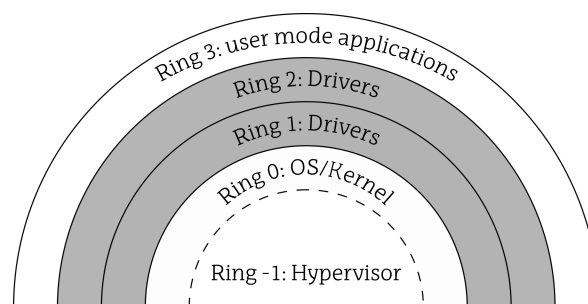 Ring 3: user mode applications
Ring 2: Drivers
Ring 1: Drivers
Ring 0: OS/Kernel
Ring -1: Hypervisor